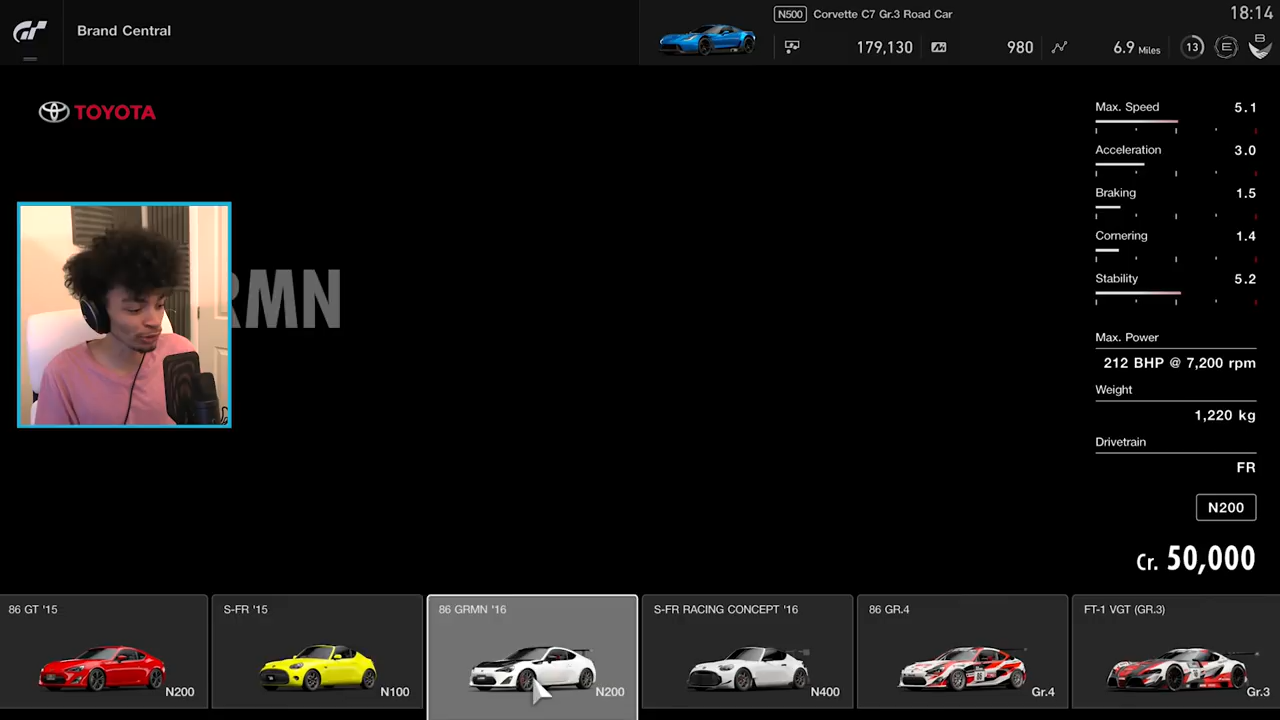 Brand Central
N500 Corvette C7 Gr.3 Road Car
179,130 980 6.9 Miles 13 E B
18:14
TOYOTA
RMN
Max. Speed 5.1
Acceleration 3.0
Braking 1.5
Cornering 1.4
Stability 5.2
Max. Power
212 BHP @ 7,200 rpm
Weight
1,220 kg
Drivetrain
FR
N200
Cr. 50,000
86 GT '15
N200
S-FR '15
N100
86 GRMN '16
N200
S-FR RACING CONCEPT '16
N400
86 GR.4
Gr.4
FT-1 VGT (GR.3)
Gr.3